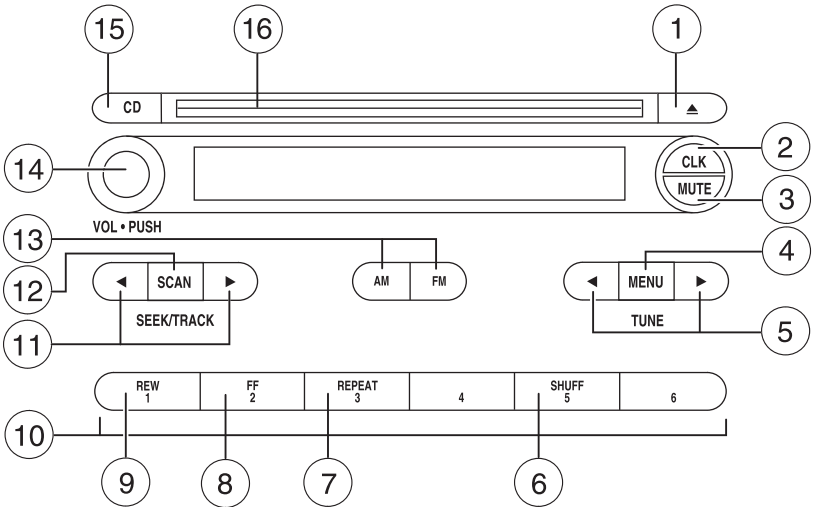 15 16 1
CD
14 CLK 2
MUTE 3
VOL • PUSH
13 4
12 SCAN AM FM MENU
11 SEEK/TRACK TUNE 5
REW FF REPEAT SHUFF
1 2 3 4 5 6
10
9 8 7 6